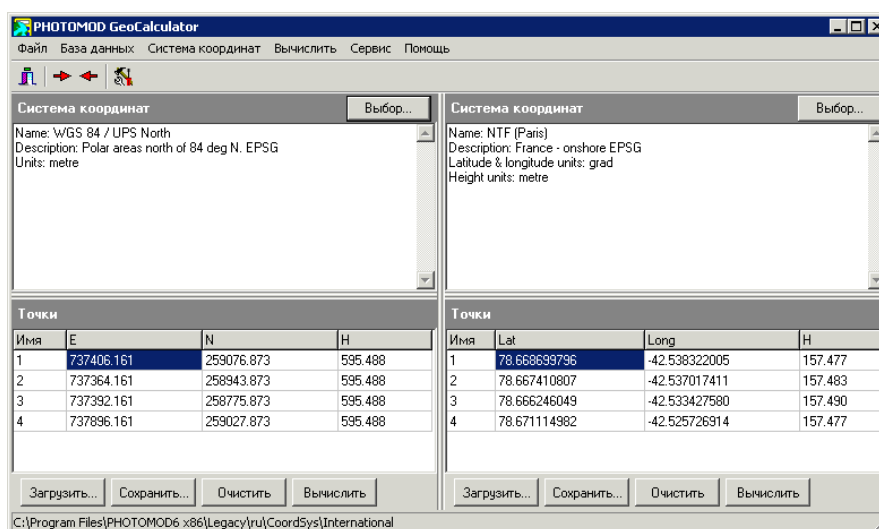 PHOTOMOD GeoCalculator
Файл База данных Система координат Вычислить Сервис Помощь
Система координат Выбор...
Name: WGS 84 / UPS North
Description: Polar areas north of 84 deg N. EPSG
Units: metre
Система координат Выбор...
Name: NTF (Paris)
Description: France - onshore EPSG
Latitude & longitude units: grad
Height units: metre
Точки
Имя E N H
1 737406.161 259076.873 595.488
2 737364.161 258943.873 595.488
3 737392.161 258775.873 595.488
4 737896.161 259027.873 595.488
Загрузить... Сохранить... Очистить Вычислить
Точки
Имя Lat Long H
1 78.668699796 -42.538322005 157.477
2 78.667410807 -42.537017411 157.483
3 78.666246049 -42.533427580 157.490
4 78.671114982 -42.525726914 157.477
Загрузить... Сохранить... Очистить Вычислить
C:\Program Files\PHOTOMOD6 x86\Legacy\ru\CoordSys\International